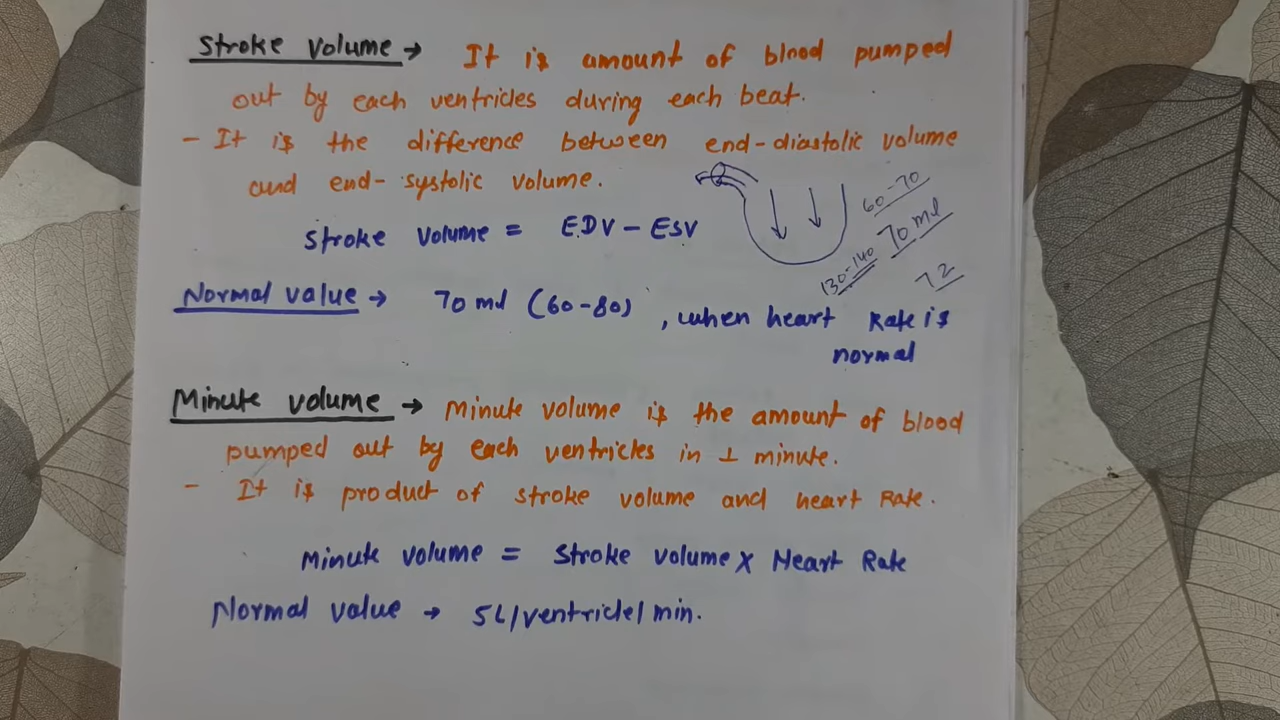 Stroke Volume → It is amount of blood pumped
out by each ventricles during each beat.
- It is the difference between end-diastolic volume
and end-systolic volume.
60-70
Stroke Volume = EDV - ESV
70 ml
130-140
72
Normal value → 70 ml (60-80), when heart Rate is
normal
Minute volume → Minute volume is the amount of blood
pumped out by each ventricles in 1 minute.
- It is product of stroke volume and heart Rate.
Minute volume = Stroke volume x Heart Rate
Normal value → 5L/ventricle/min.